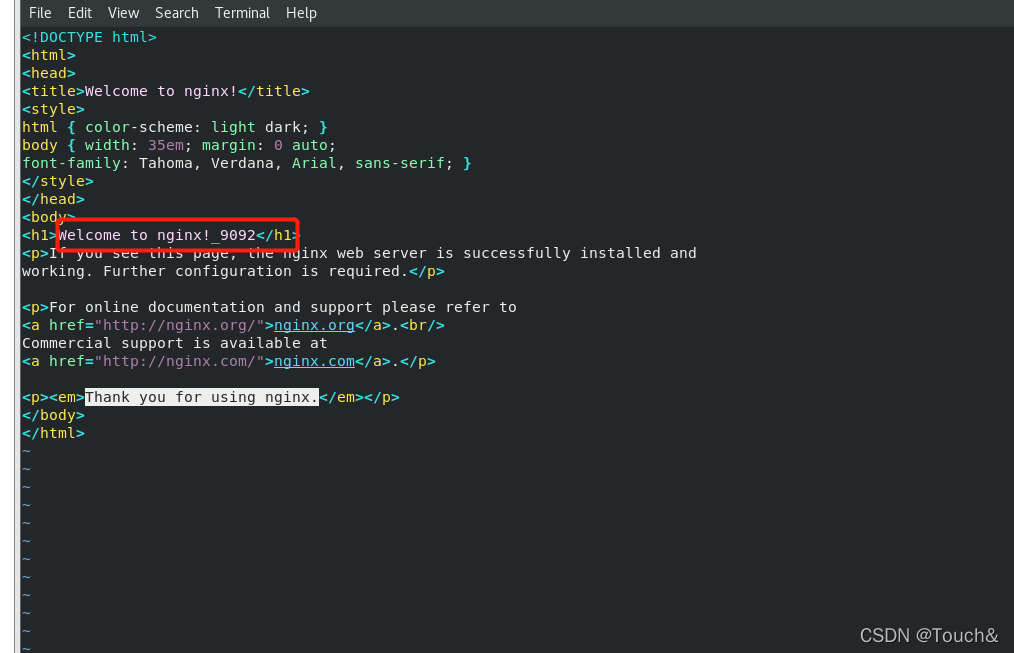 File Edit View Search Terminal Help
<!DOCTYPE html>
<html>
<head>
<title>Welcome to nginx!</title>
<style>
html { color-scheme: light dark; }
body { width: 35em; margin: 0 auto;
font-family: Tahoma, Verdana, Arial, sans-serif; }
</style>
</head>
<body>
<h1>Welcome to nginx!_9092</h1>
<p>If you see this page, the nginx web server is successfully installed and
working. Further configuration is required.</p>

<p>For online documentation and support please refer to
<a href="http://nginx.org/">nginx.org</a>.<br/>
Commercial support is available at
<a href="http://nginx.com/">nginx.com</a>.</p>

<p><em>Thank you for using nginx.</em></p>
</body>
</html>
~
~
~
~
~
~
~
~
~
~
~
~
CSDN @Touch&